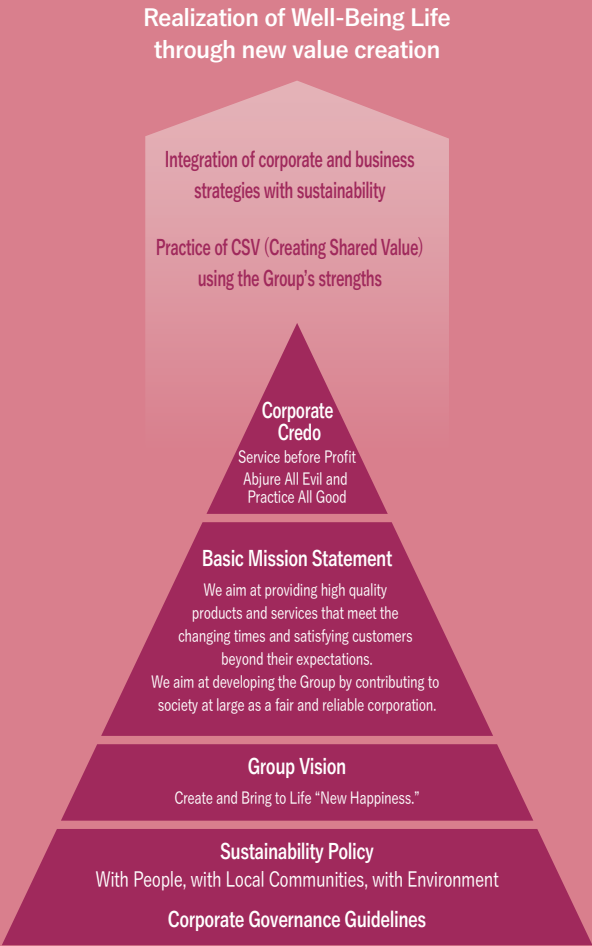 Realization of Well-Being Life
through new value creation
Integration of corporate and business
strategies with sustainability
Practice of CSV (Creating Shared Value)
using the Group's strengths
Corporate
Credo
Service before Profit
Abjure All Evil and
Practice All Good
Basic Mission Statement
We aim at providing high quality
products and services that meet the
changing times and satisfying customers
beyond their expectations.
We aim at developing the Group by contributing to
society at large as a fair and reliable corporation.
Group Vision
Create and Bring to Life “New Happiness.”
Sustainability Policy
With People, with Local Communities, with Environment
Corporate Governance Guidelines